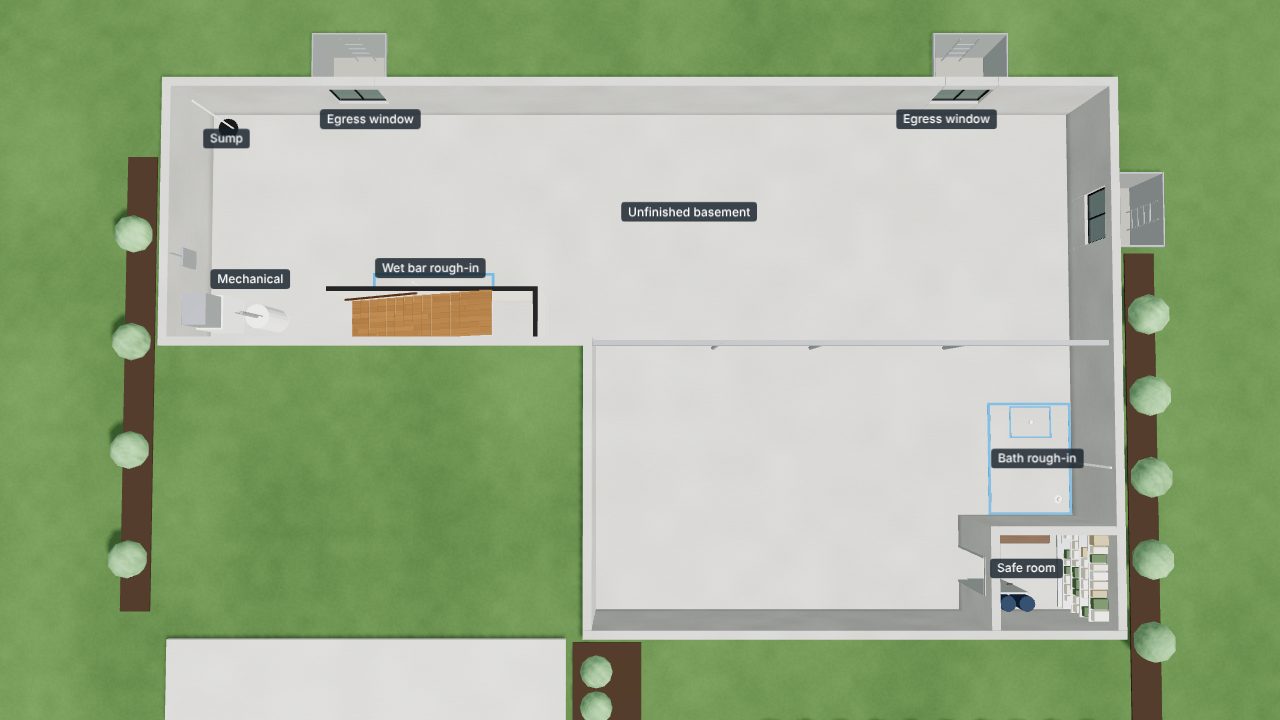 Egress window
Egress window
Sump
Unfinished basement
Wet bar rough-in
Mechanical
Bath rough-in
Safe room